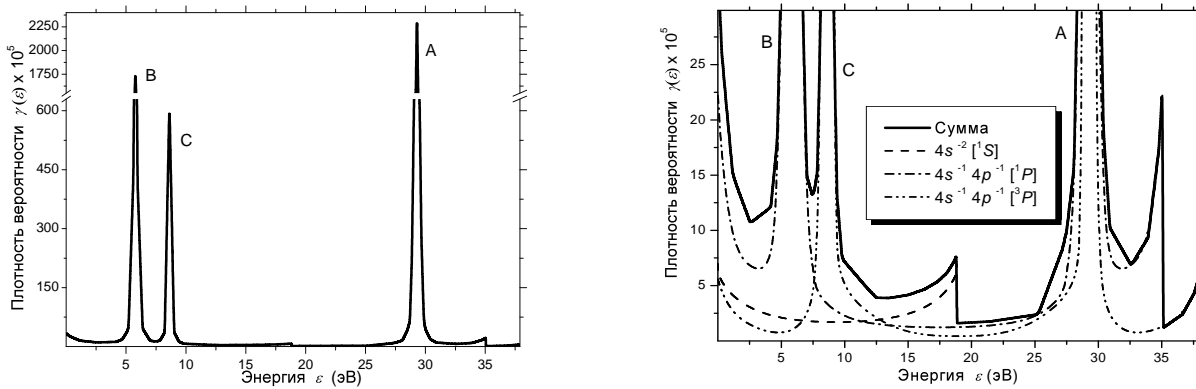 Плотность вероятности γ(ε) x 10⁵
2250
2000
1750
600
450
300
150
B
C
A
5 10 15 20 25 30 35
Энергия ε (эВ)
Плотность вероятности γ(ε) x 10⁵
25
20
15
10
5
B
C
A
Сумма
4s⁻² [¹S]
4s⁻¹ 4p⁻¹ [¹P]
4s⁻¹ 4p⁻¹ [³P]
5 10 15 20 25 30 35
Энергия ε (эВ)